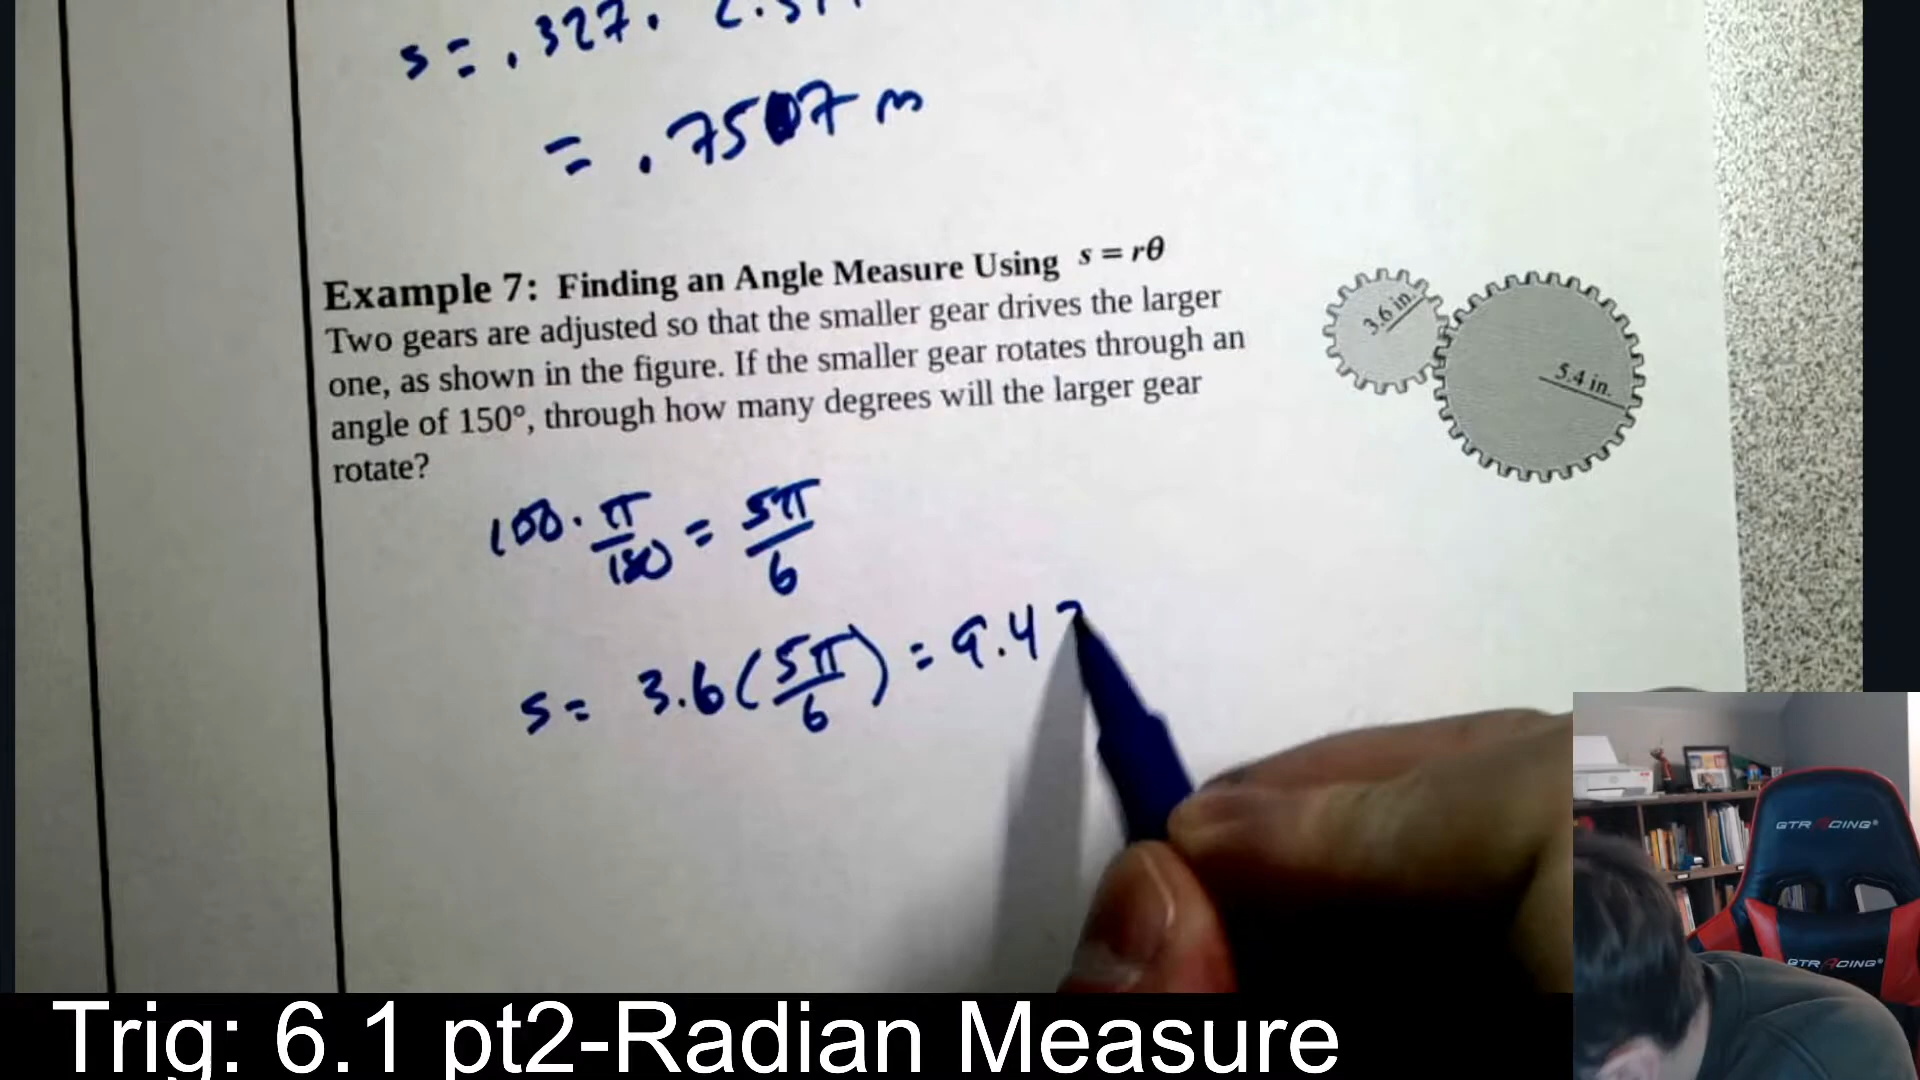 s = .327.
= .7507 m
Example 7: Finding an Angle Measure Using s = rθ
Two gears are adjusted so that the smaller gear drives the larger
one, as shown in the figure. If the smaller gear rotates through an
angle of 150°, through how many degrees will the larger gear
rotate?
3.6 in.
5.4 in.
π/180 = 5π/6
s = 3.6(5π/6) = 9.4
GTRACING®
GTRACING®
Trig: 6.1 pt2-Radian Measure